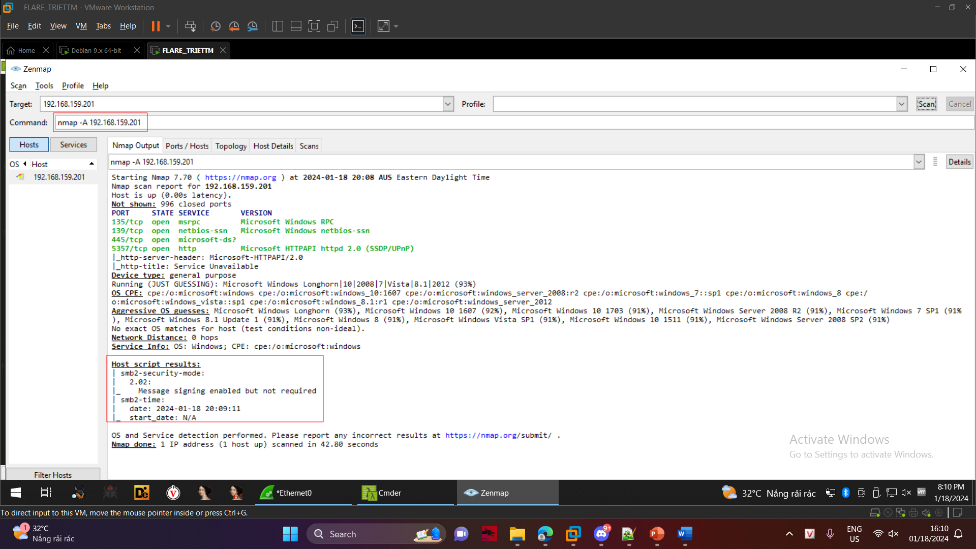 FLARE_TRIETTM — VMware Workstation
File Edit View VM Tabs Help
Home Debian 9.x 64-bit FLARE_TRIETTM
Zenmap
Scan Tools Profile Help
Target: 192.168.159.201 Profile: Scan Cancel
Command: nmap -A 192.168.159.201
Hosts Services Nmap Output Ports / Hosts Topology Host Details Scans
OS Host nmap -A 192.168.159.201 Details
192.168.159.201
Starting Nmap 7.70 ( https://nmap.org ) at 2024-01-18 20:08 AUS Eastern Daylight Time
Nmap scan report for 192.168.159.201
Host is up (0.00s latency).
Not shown: 996 closed ports
PORT STATE SERVICE VERSION
135/tcp open msrpc Microsoft Windows RPC
139/tcp open netbios-ssn Microsoft Windows netbios-ssn
445/tcp open microsoft-ds?
5357/tcp open http Microsoft HTTPAPI httpd 2.0 (SSDP/UPnP)
|_http-server-header: Microsoft-HTTPAPI/2.0
|_http-title: Service Unavailable
Device type: general purpose
Running (JUST GUESSING): Microsoft Windows Longhorn|10|2008|7|Vista|8.1|2012 (93%)
OS CPE: cpe:/o:microsoft:windows cpe:/o:microsoft:windows_10:1607 cpe:/o:microsoft:windows_server_2008:r2 cpe:/o:microsoft:windows_7::sp1 cpe:/o:microsoft:windows_8 cpe:/
o:microsoft:windows_vista::sp1 cpe:/o:microsoft:windows_8.1:r1 cpe:/o:microsoft:windows_server_2012
Aggressive OS guesses: Microsoft Windows Longhorn (93%), Microsoft Windows 10 1607 (92%), Microsoft Windows 10 1703 (91%), Microsoft Windows Server 2008 R2 (91%), Microsoft Windows 7 SP1 (91%
), Microsoft Windows 8.1 Update 1 (91%), Microsoft Windows 8 (91%), Microsoft Windows Vista SP1 (91%), Microsoft Windows 10 1511 (91%), Microsoft Windows Server 2008 SP2 (91%)
No exact OS matches for host (test conditions non-ideal).
Network Distance: 0 hops
Service Info: OS: Windows; CPE: cpe:/o:microsoft:windows
Host script results:
| smb2-security-mode:
|   2.02:
|_    Message signing enabled but not required
| smb2-time:
|   date: 2024-01-18 20:09:11
|_  start_date: N/A
OS and Service detection performed. Please report any incorrect results at https://nmap.org/submit/ .
Nmap done: 1 IP address (1 host up) scanned in 42.80 seconds
Activate Windows
Go to Settings to activate Windows.
Filter Hosts
*Ethernet0 Cmder Zenmap 32°C Nắng rải rác 8:10 PM
1/18/2024
To direct input to this VM, move the mouse pointer inside or press Ctrl+G.
32°C
Nắng rải rác
Search
ENG
US
16:10
01/18/2024